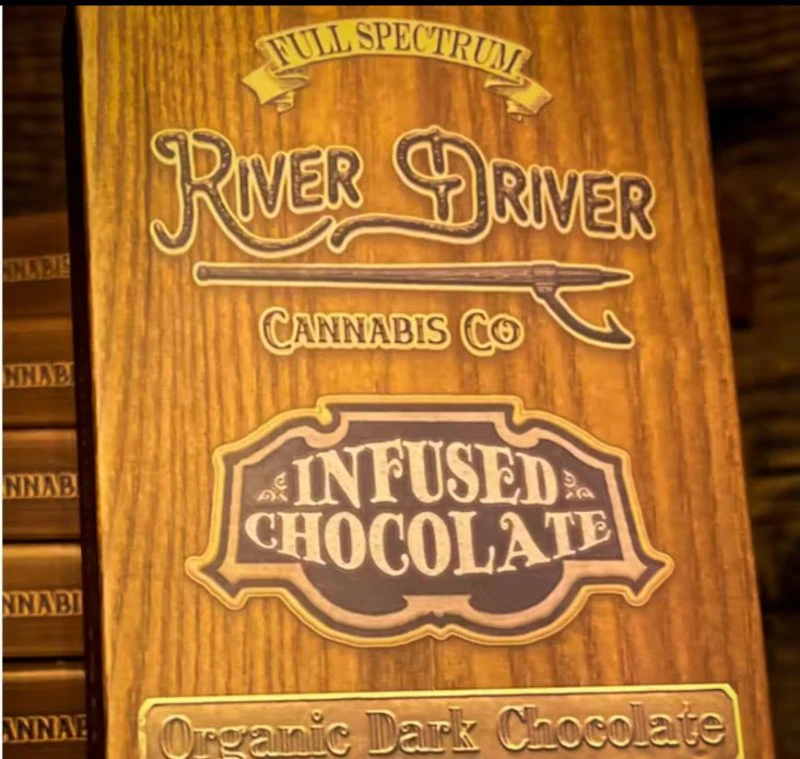 FULL SPECTRUM
RIVER DRIVER
CANNABIS CO
INFUSED
CHOCOLATE
Organic Dark Chocolate